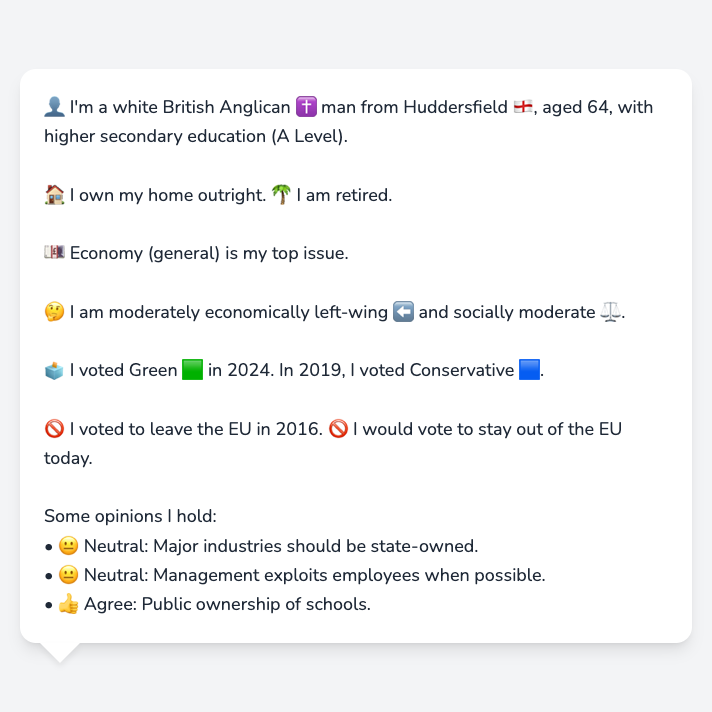 👤 I'm a white British Anglican ✝️ man from Huddersfield 🏴󠁧󠁢󠁥󠁮󠁧󠁿, aged 64, with
higher secondary education (A Level).
🏠 I own my home outright. 🌴 I am retired.
💷 Economy (general) is my top issue.
🤔 I am moderately economically left-wing ⬅️ and socially moderate ⚖️.
🗳️ I voted Green 🟩 in 2024. In 2019, I voted Conservative 🟦.
🚫 I voted to leave the EU in 2016. 🚫 I would vote to stay out of the EU
today.
Some opinions I hold:
• 😐 Neutral: Major industries should be state-owned.
• 😐 Neutral: Management exploits employees when possible.
• 👍 Agree: Public ownership of schools.